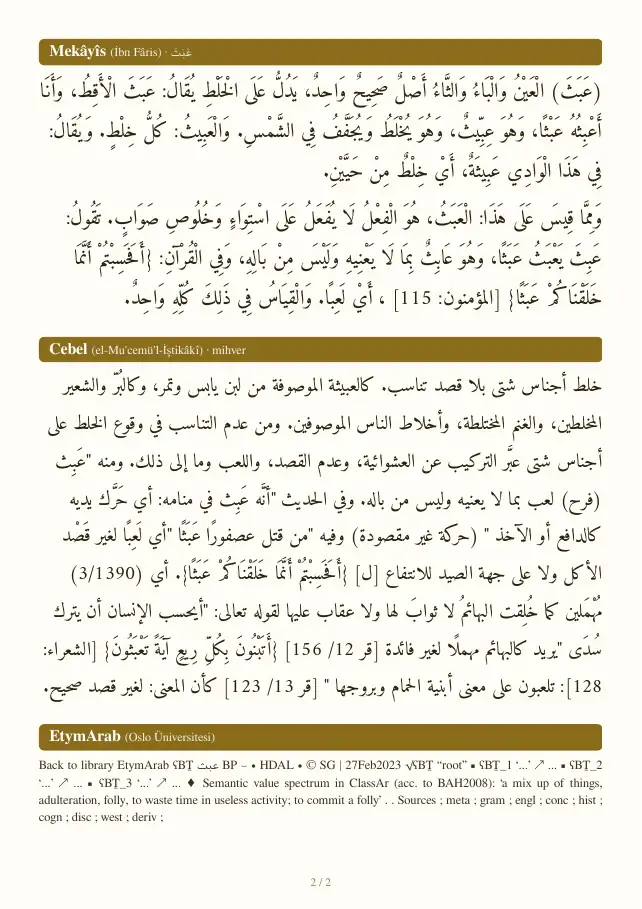 Mekâyîs (İbn Fâris) · عَبَثَ
(عَبَثَ) الْعَيْنُ وَالْبَاءُ وَالثَّاءُ أَصْلٌ صَحِيحٌ وَاحِدٌ، يَدُلُّ عَلَى الْخَلْطِ يُقَالُ: عَبَثَ الْأَقِطُ، وَأَنَا
أَعْبِثُهُ عَبْثًا، وَهُوَ عَبِيثٌ، وَهُوَ يُخْلَطُ وَيُجَفَّفُ فِي الشَّمْسِ. وَالْعَبِيثُ: كُلُّ خِلْطٍ. وَيُقَالُ:
فِي هَذَا الْوَادِي عَبِيثَةٌ، أَيْ خِلْطٌ مِنْ حَيَّيْنِ.
وَمِمَّا قِيسَ عَلَى هَذَا: الْعَبَثُ، هُوَ الْفِعْلُ لَا يُفَعَلُ عَلَى اسْتِوَاءٍ وَخُلُوصِ صَوَابٍ. تَقُولُ:
عَبِثَ يَعْبَثُ عَبَثًا، وَهُوَ عَابِثٌ بِمَا لَا يَعْنِيهِ وَلَيْسَ مِنْ بَالِهِ، وَفِي الْقُرْآنِ: {أَفَحَسِبْتُمْ أَنَّمَا
خَلَقْنَاكُمْ عَبَثًا} [المؤمنون: 115] ، أَيْ لَعِبًا. وَالْقِيَاسُ فِي ذَلِكَ كُلِّهِ وَاحِدٌ.
Cebel (el-Mu'cemü'l-İştikâkî) · mihver
خلط أجناس شتى بلا قصد تناسب. كالعبيثة الموصوفة من لبن يابس وتمر، وكالبُرّ والشعير
المخلطين، والغنم المختلطة، وأخلاط الناس الموصوفين. ومن عدم التناسب في وقوع الخلط على
أجناس شتى عبَّر التركيب عن العشوائية، وعدم القصد، واللعب وما إلى ذلك. ومنه "عَبِث
(فرح) لعب بما لا يعنيه وليس من باله. وفي الحديث "أنَّه عَبِث في منامه: أي حَرَّك يديه
كالدافع أو الآخذ " (حركة غير مقصودة) وفيه "من قتل عصفورًا عَبَثًا "أي لَعِبًا لغير قَصْد
الأكل ولا على جهة الصيد للانتفاع [ل] {أَفَحَسِبْتُمْ أَنَّمَا خَلَقْنَاكُمْ عَبَثًا}. أي (3/1390)
مُهْمَلين كما خُلِقت البهائمُ لا ثوابَ لها ولا عقاب عليها لقوله تعالى: "أيحسب الإنسان أن يترك
سُدَى "يريد كالبهائم مهملًا لغير فائدة [قر 12/ 156] {أَتَبْنُونَ بِكُلِّ رِيعٍ آيَةً تَعْبَثُونَ} [الشعراء:
128]: تلعبون على معنى أبنية الحمام وبروجها " [قر 13/ 123] كأن المعنى: لغير قصد صحيح.
EtymArab (Oslo Üniversitesi)
Back to library EtymArab ʕBṮ عبث BP – • HDAL • © SG | 27Feb2023 √ʕBṮ “root” ▪ ʕBṮ_1 ‘...’ ↗ ... ▪ ʕBṮ_2
‘...’ ↗ ... ▪ ʕBṮ_3 ‘...’ ↗ ... ♦ Semantic value spectrum in ClassAr (acc. to BAH2008): ‘a mix up of things,
adulteration, folly, to waste time in useless activity; to commit a folly’ . . Sources ; meta ; gram ; engl ; conc ; hist ;
cogn ; disc ; west ; deriv ;
2 / 2